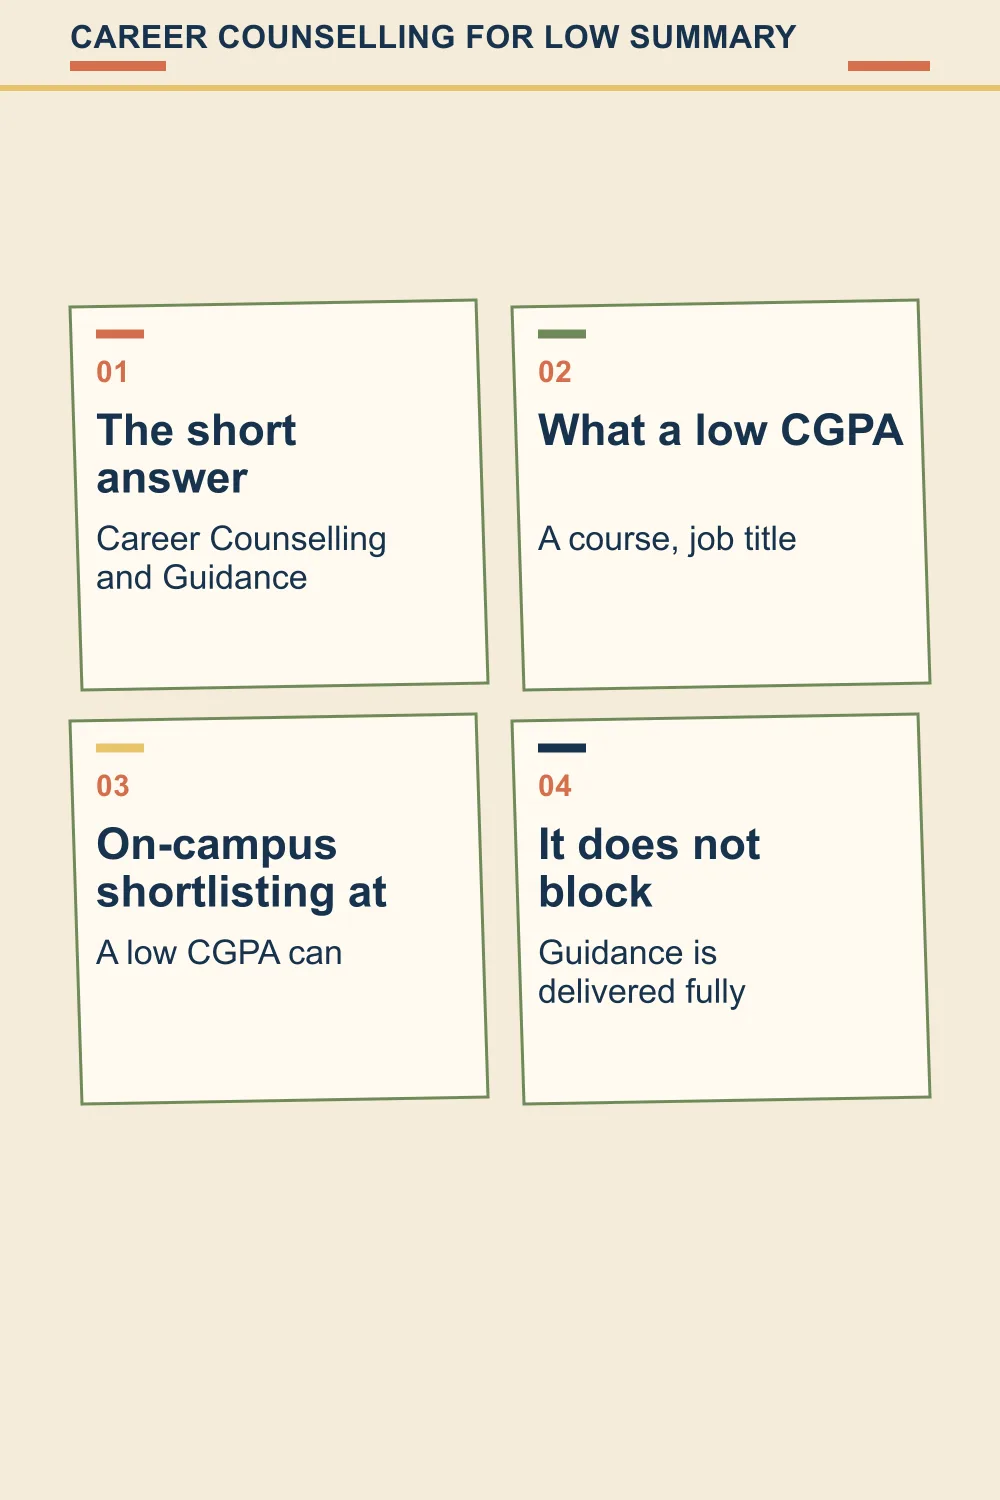 CAREER COUNSELLING FOR LOW SUMMARY
01
The short
answer
Career Counselling
and Guidance
02
What a low CGPA
A course, job title
03
On-campus
shortlisting at
A low CGPA can
04
It does not
block
Guidance is
delivered fully